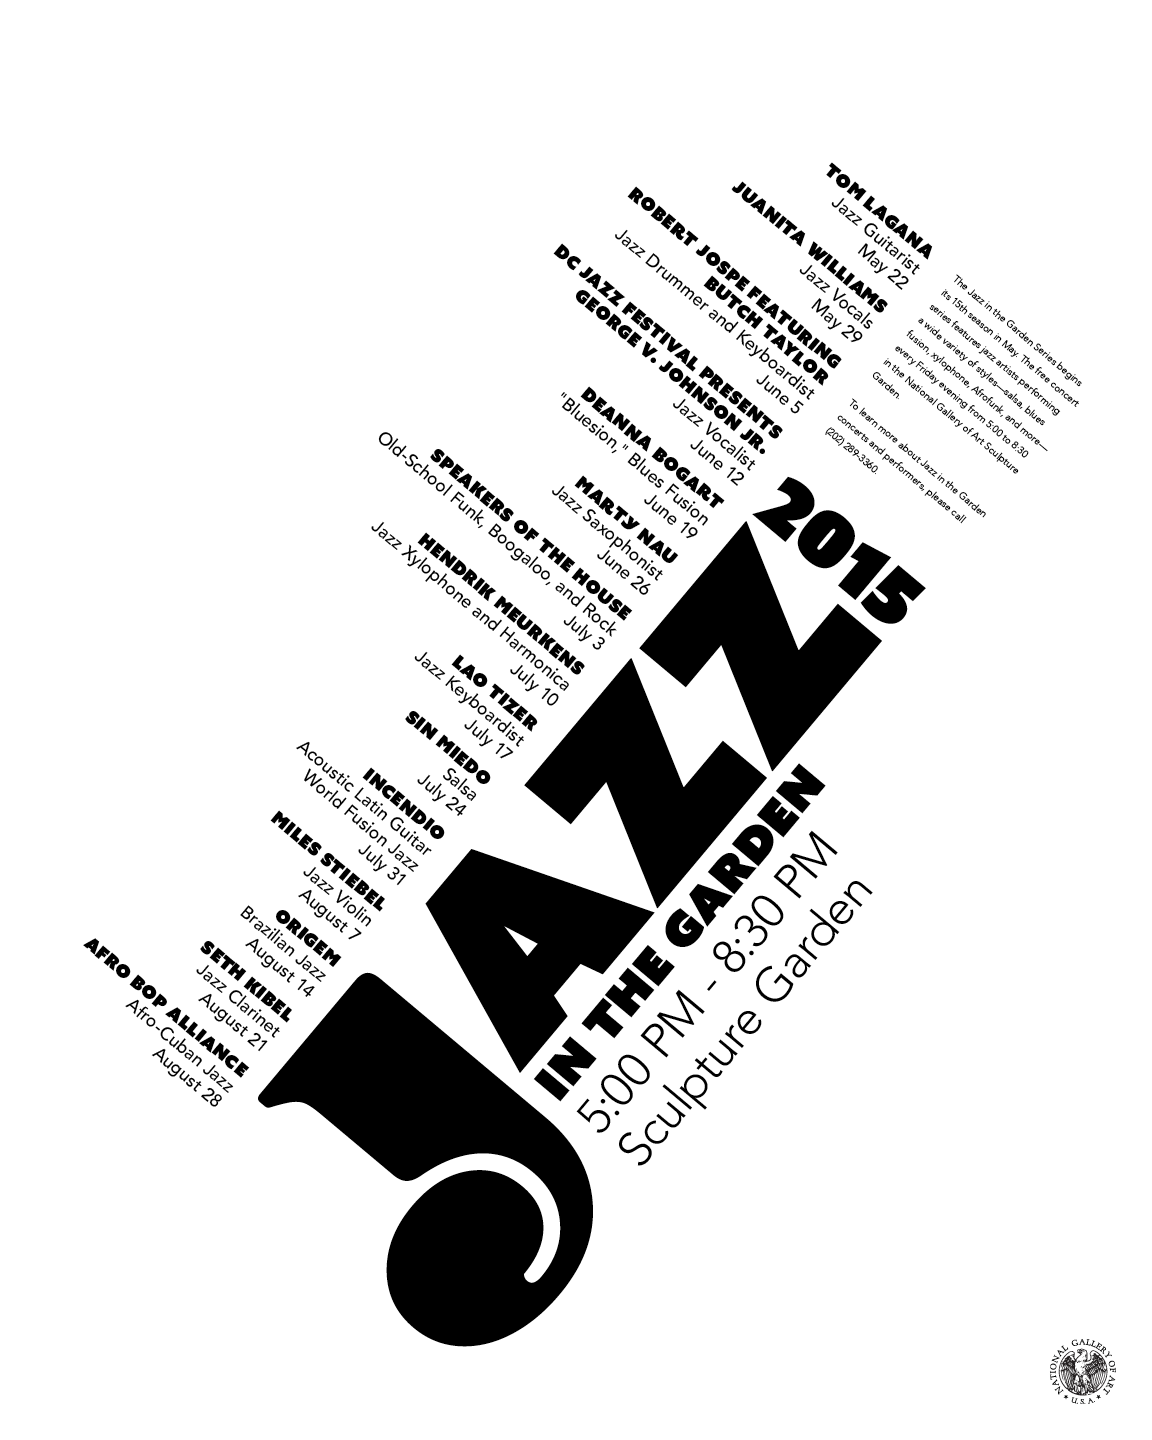 TOM LAGANA
Jazz Guitarist
May 22
JUANITA WILLIAMS
Jazz Vocals
May 29
ROBERT JOSPE FEATURING
BUTCH TAYLOR
Jazz Drummer and Keyboardist
June 5
DC JAZZ FESTIVAL PRESENTS
GEORGE V. JOHNSON JR.
Jazz Vocalist
June 12
DEANNA BOGART
"Bluesion," Blues Fusion
June 19
MARTY NAU
Jazz Saxophonist
June 26
SPEAKERS OF THE HOUSE
Old-School Funk, Boogaloo, and Rock
July 3
HENDRIK MEURKENS
Jazz Xylophone and Harmonica
July 10
LAO TIZER
Jazz Keyboardist
July 17
SIN MIEDO
Salsa
July 24
INCENDIO
Acoustic Latin Guitar
World Fusion Jazz
July 31
MILES STIEBEL
Jazz Violin
August 7
ORIGEM
Brazilian Jazz
August 14
SETH KIBEL
Jazz Clarinet
August 21
AFRO BOP ALLIANCE
Afro-Cuban Jazz
August 28
The Jazz in the Garden Series begins
its 15th season in May. The free concert
series features jazz artists performing
a wide variety of styles—salsa, blues
fusion, xylophone, Afrofunk, and more—
every Friday evening from 5:00 to 8:30
in the National Gallery of Art Sculpture
Garden.
To learn more about Jazz in the Garden
concerts and performers, please call
(202) 289-3360.
2015
JAZZ
IN THE GARDEN
5:00 PM - 8:30 PM
Sculpture Garden
NATIONAL GALLERY OF ART
U.S.A.